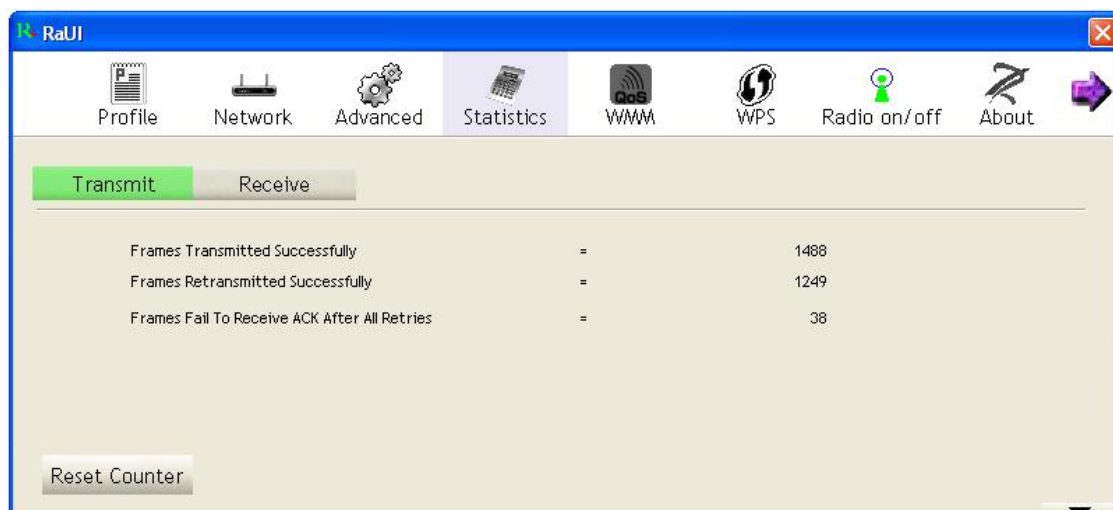 RaUI
Profile Network Advanced Statistics QoS WMM WPS Radio on/off About
Transmit Receive
Frames Transmitted Successfully = 1488
Frames Retransmitted Successfully = 1249
Frames Fail To Receive ACK After All Retries = 38
Reset Counter